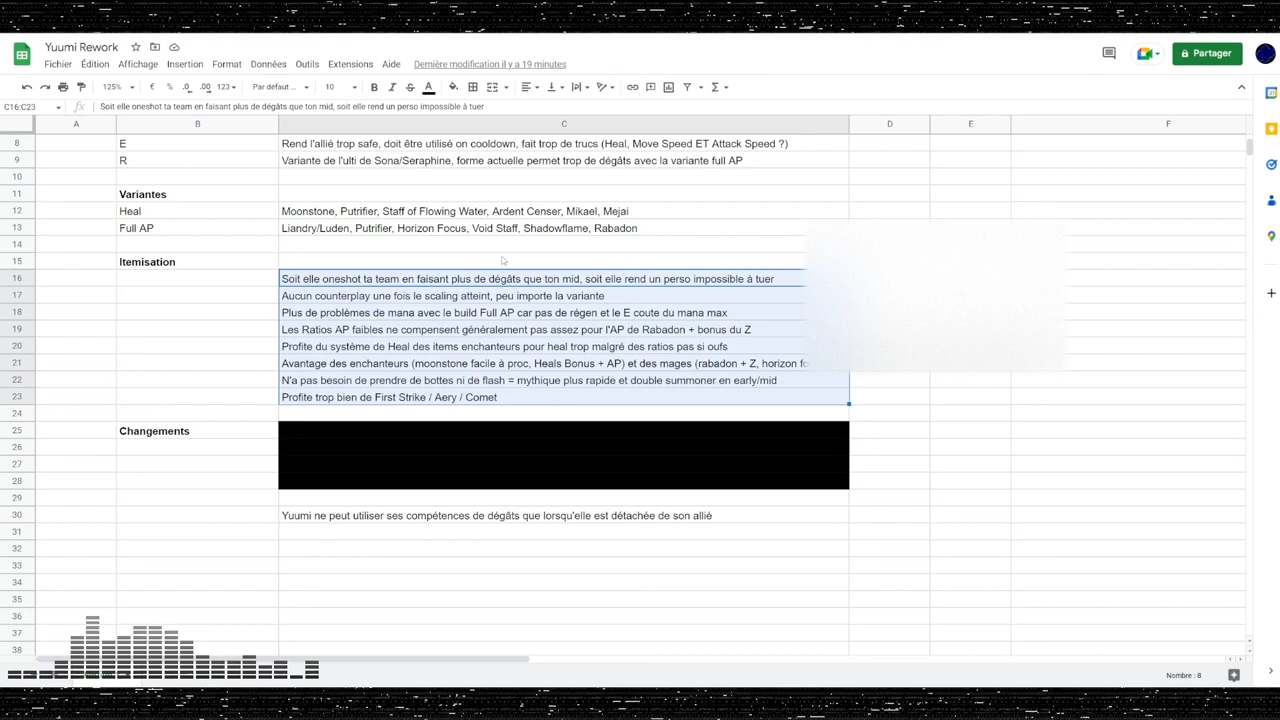 Yuumi Rework
Fichier Édition Affichage Insertion Format Données Outils Extensions Aide Dernière modification il y a 19 minutes
Partager
125% € % .0 .00 123 Par défaut ... 10 B I S A
C16:C23 fx Soit elle oneshot ta team en faisant plus de dégâts que ton mid, soit elle rend un perso impossible à tuer
A B C D E F
8 E Rend l'allié trop safe, doit être utilisé on cooldown, fait trop de trucs (Heal, Move Speed ET Attack Speed ?)
9 R Variante de l'ulti de Sona/Seraphine, forme actuelle permet trop de dégâts avec la variante full AP
10
11 Variantes
12 Heal Moonstone, Putrifier, Staff of Flowing Water, Ardent Censer, Mikael, Mejai
13 Full AP Liandry/Luden, Putrifier, Horizon Focus, Void Staff, Shadowflame, Rabadon
14
15 Itemisation
16 Soit elle oneshot ta team en faisant plus de dégâts que ton mid, soit elle rend un perso impossible à tuer
17 Aucun counterplay une fois le scaling atteint, peu importe la variante
18 Plus de problèmes de mana avec le build Full AP car pas de régen et le E coute du mana max
19 Les Ratios AP faibles ne compensent généralement pas assez pour l'AP de Rabadon + bonus du Z
20 Profite du système de Heal des items enchanteurs pour heal trop malgré des ratios pas si oufs
21 Avantage des enchanteurs (moonstone facile à proc, Heals Bonus + AP) et des mages (rabadon + Z, horizon fo
22 N'a pas besoin de prendre de bottes ni de flash = mythique plus rapide et double summoner en early/mid
23 Profite trop bien de First Strike / Aery / Comet
24
25 Changements
26
27
28
29
30 Yuumi ne peut utiliser ses compétences de dégâts que lorsqu'elle est détachée de son allié
31
32
33
34
35
36
37
38
Nombre : 8